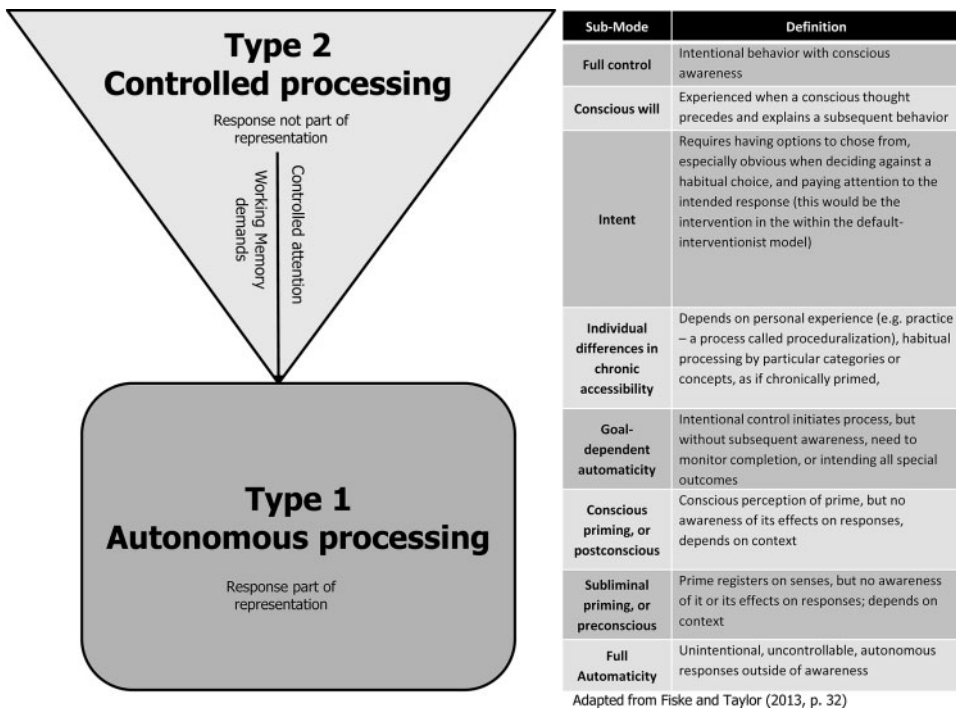 Type 2
Controlled processing
Response not part of
representation
Controlled attention
Working Memory
demands
Type 1
Autonomous processing
Response part of
representation
Sub-Mode
Definition
Full control
Intentional behavior with conscious
awareness
Conscious will
Experienced when a conscious thought
precedes and explains a subsequent behavior
Intent
Requires having options to chose from,
especially obvious when deciding against a
habitual choice, and paying attention to the
intended response (this would be the
intervention in the within the default-
interventionist model)
Individual
differences in
chronic
accessibility
Depends on personal experience (e.g. practice
– a process called proceduralization), habitual
processing by particular categories or
concepts, as if chronically primed,
Goal-
dependent
automaticity
Intentional control initiates process, but
without subsequent awareness, need to
monitor completion, or intending all special
outcomes
Conscious
priming, or
postconscious
Conscious perception of prime, but no
awareness of its effects on responses,
depends on context
Subliminal
priming, or
preconscious
Prime registers on senses, but no awareness
of it or its effects on responses; depends on
context
Full
Automaticity
Unintentional, uncontrollable, autonomous
responses outside of awareness
Adapted from Fiske and Taylor (2013, p. 32)